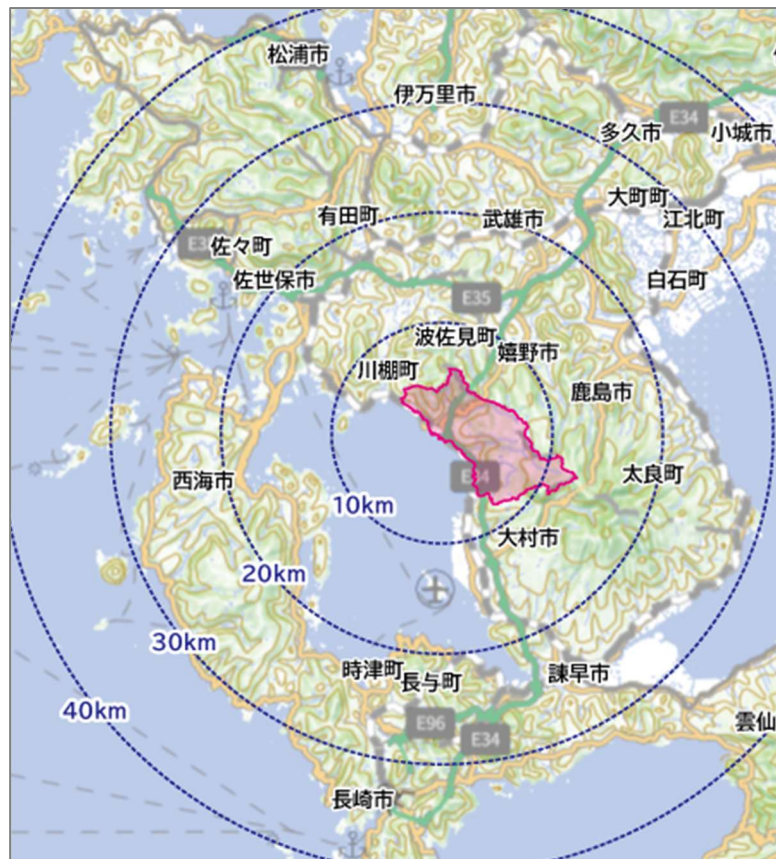 松浦市
伊万里市
E34
多久市
小城市
有田町
武雄市
大町町
江北町
佐々町
佐世保市
白石町
E35
波佐見町
嬉野市
川棚町
鹿島市
西海市
E34
太良町
10km
大村市
20km
30km
時津町
長与町
諫早市
40km
E96
E34
雲仙
長崎市